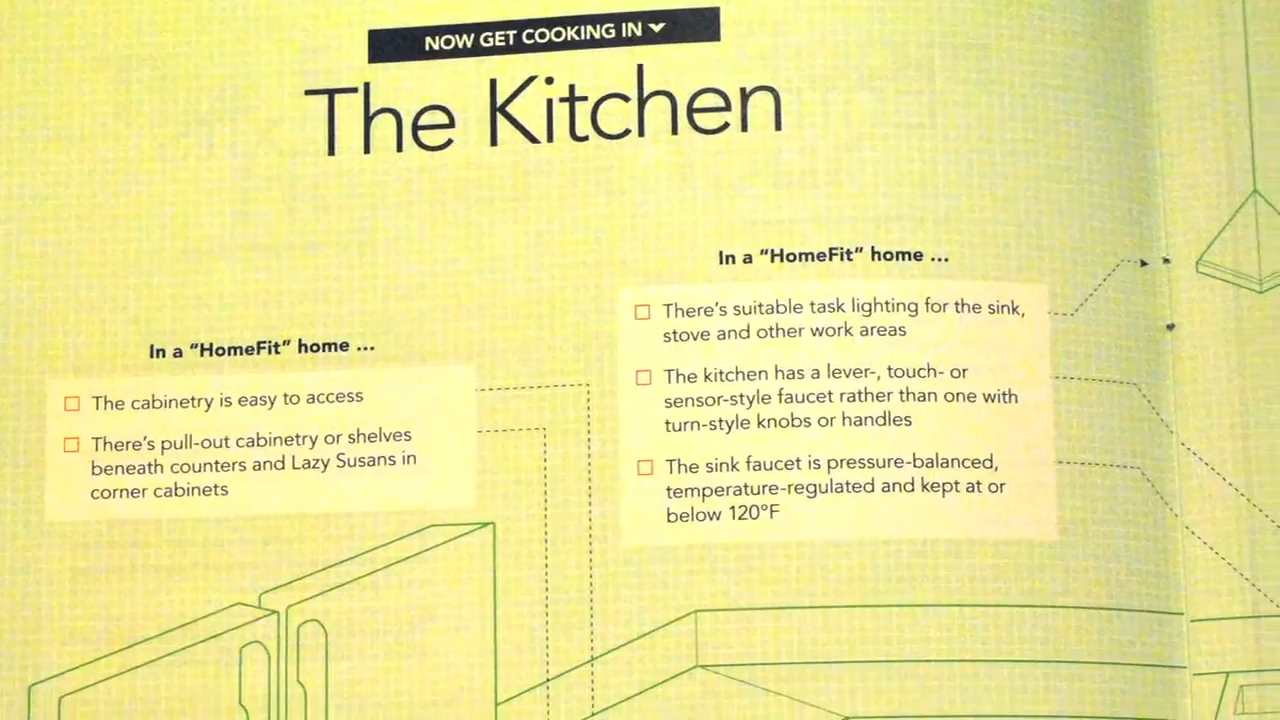 NOW GET COOKING IN
The Kitchen
In a “HomeFit” home ...
The cabinetry is easy to access
There’s pull-out cabinetry or shelves
beneath counters and Lazy Susans in
corner cabinets
In a “HomeFit” home ...
There’s suitable task lighting for the sink,
stove and other work areas
The kitchen has a lever-, touch- or
sensor-style faucet rather than one with
turn-style knobs or handles
The sink faucet is pressure-balanced,
temperature-regulated and kept at or
below 120°F